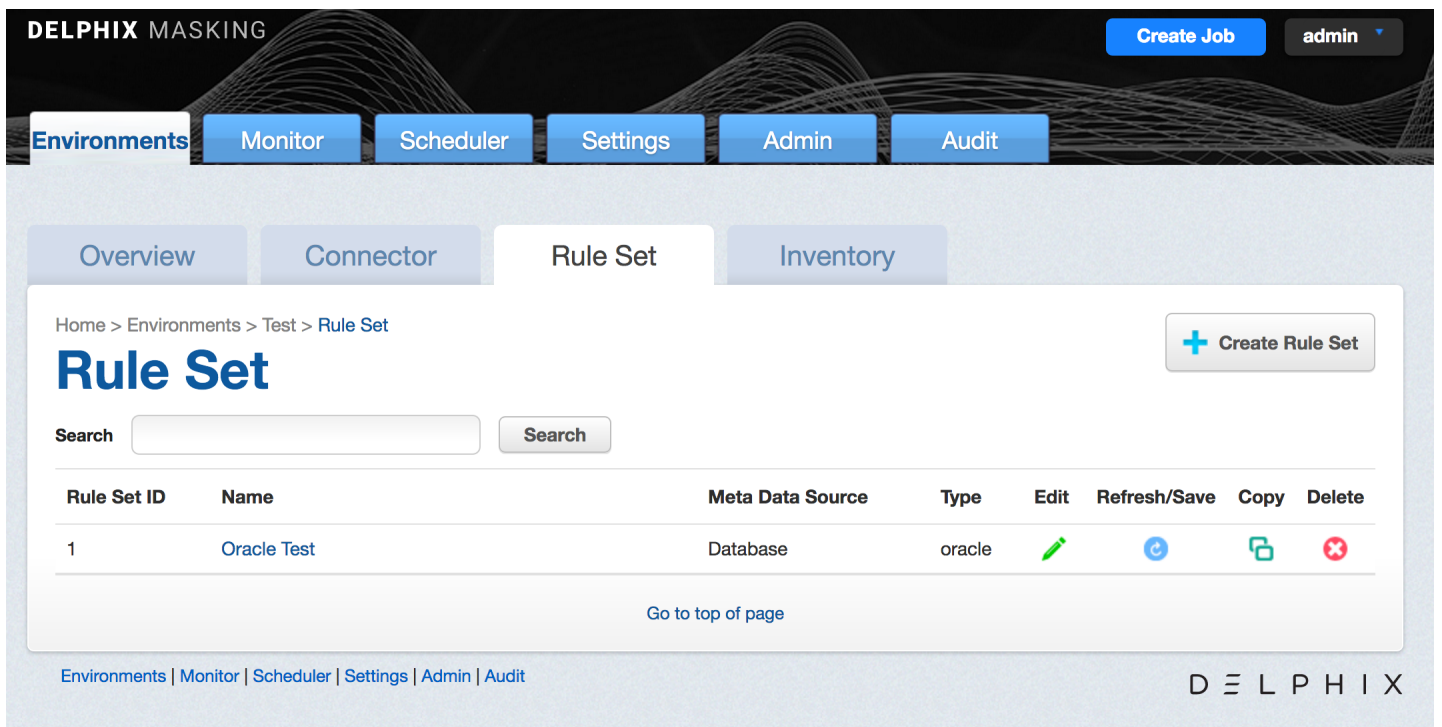 DELPHIX MASKING
Create Job
admin
Environments
Monitor
Scheduler
Settings
Admin
Audit
Overview
Connector
Rule Set
Inventory
Home > Environments > Test > Rule Set
Create Rule Set
Rule Set
Search
Search
Rule Set ID Name Meta Data Source Type Edit Refresh/Save Copy Delete
1 Oracle Test Database oracle
Go to top of page
Environments | Monitor | Scheduler | Settings | Admin | Audit
DELPHIX